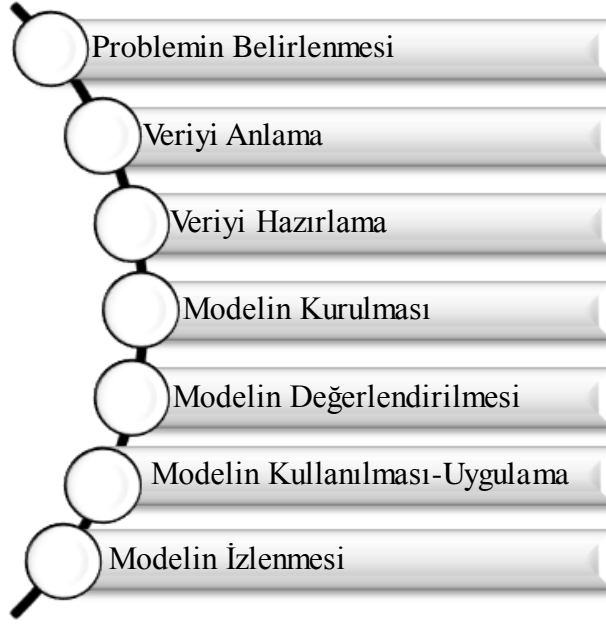 Problemin Belirlenmesi
Veriyi Anlama
Veriyi Hazırlama
Modelin Kurulması
Modelin Değerlendirilmesi
Modelin Kullanılması-Uygulama
Modelin İzlenmesi